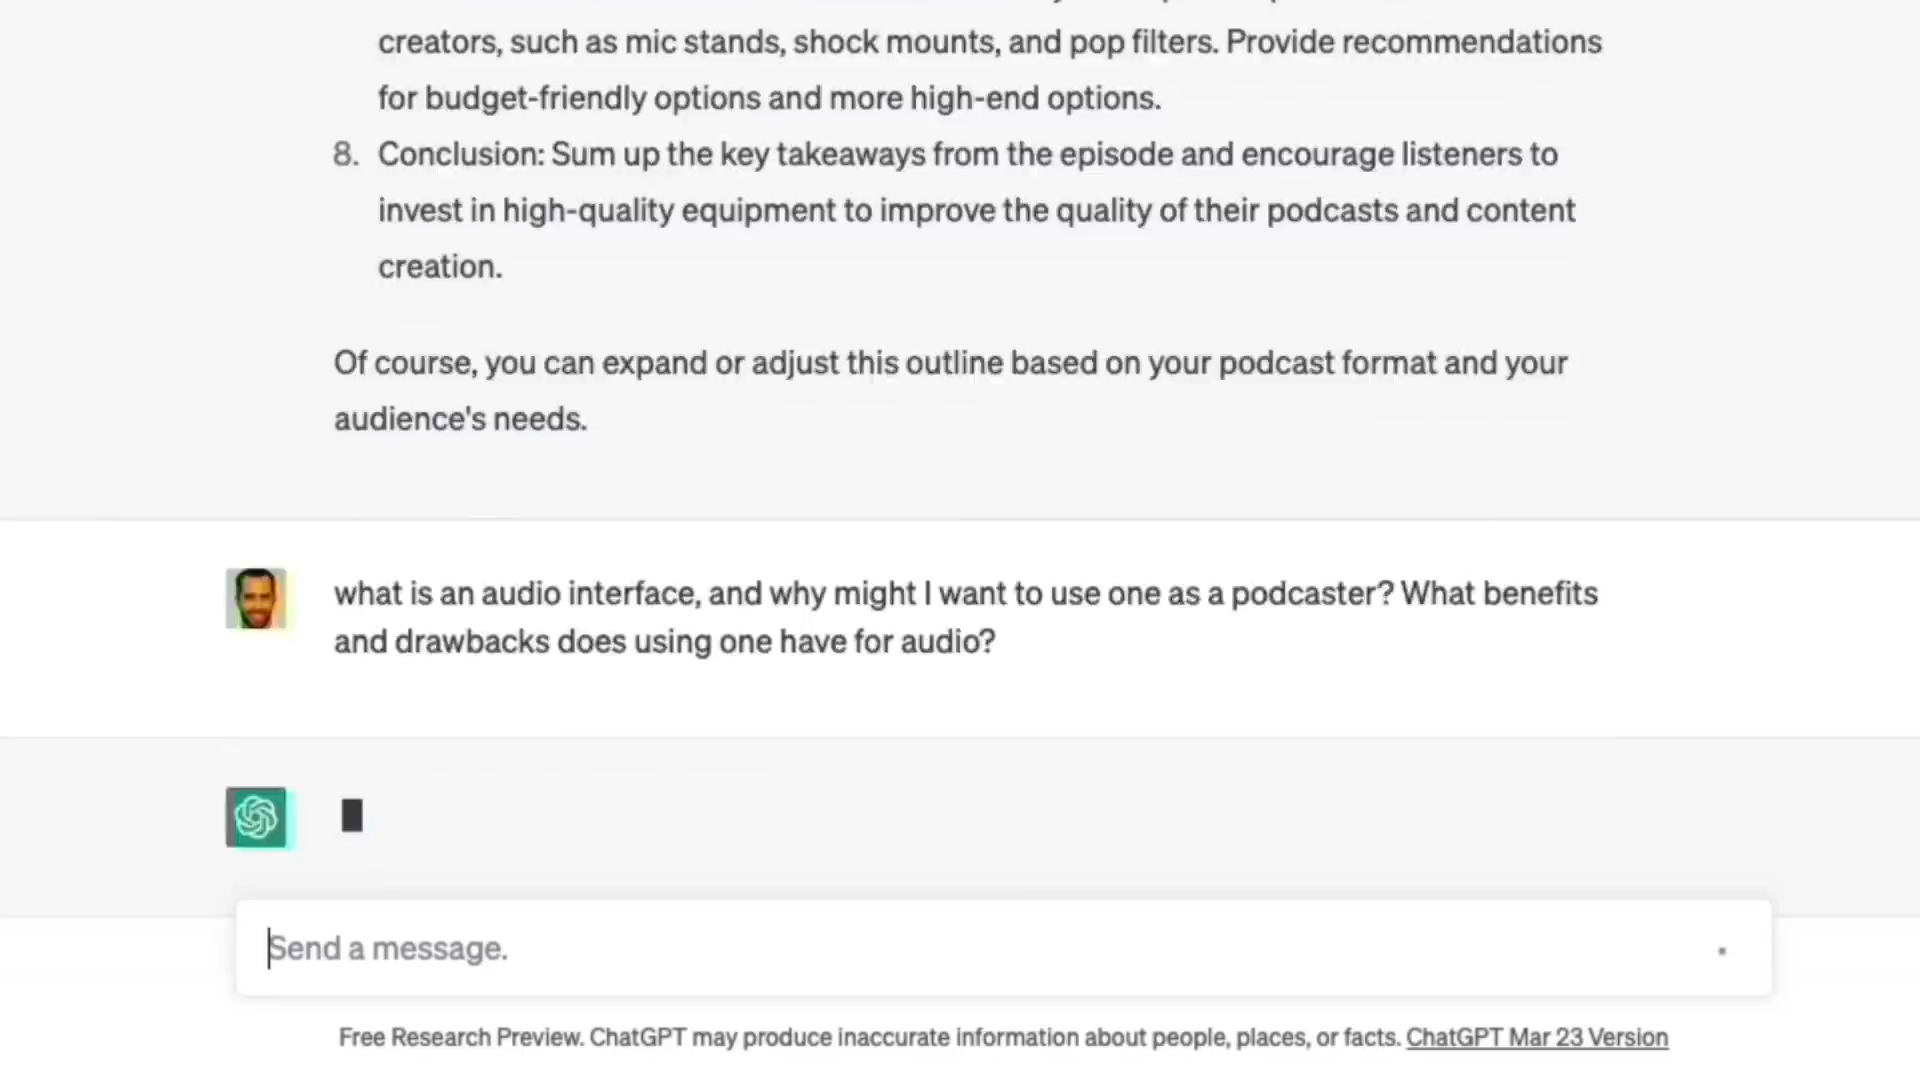 creators, such as mic stands, shock mounts, and pop filters. Provide recommendations
for budget-friendly options and more high-end options.
8. Conclusion: Sum up the key takeaways from the episode and encourage listeners to
invest in high-quality equipment to improve the quality of their podcasts and content
creation.
Of course, you can expand or adjust this outline based on your podcast format and your
audience's needs.
what is an audio interface, and why might I want to use one as a podcaster? What benefits
and drawbacks does using one have for audio?
Send a message.
Free Research Preview. ChatGPT may produce inaccurate information about people, places, or facts. ChatGPT Mar 23 Version